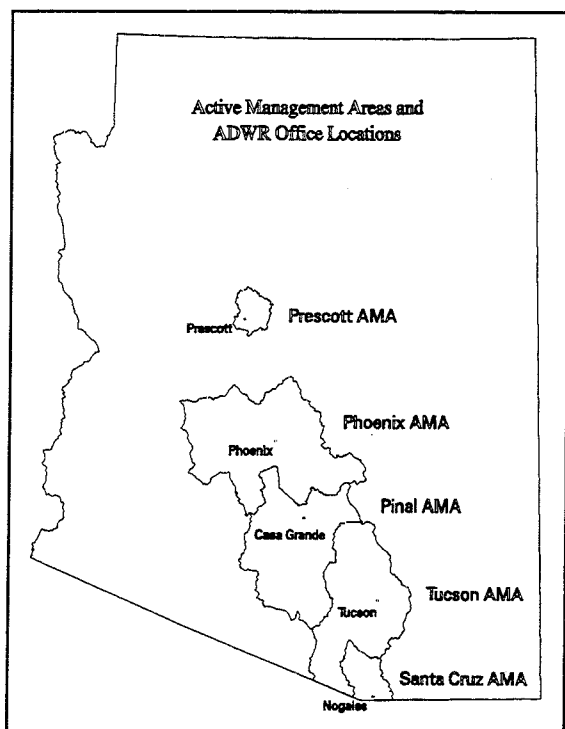 Active Management Areas and
ADWR Office Locations
Prescott
Prescott AMA
Phoenix AMA
Phoenix
Pinal AMA
Casa Grande
Tucson AMA
Tucson
Santa Cruz AMA
Nogales